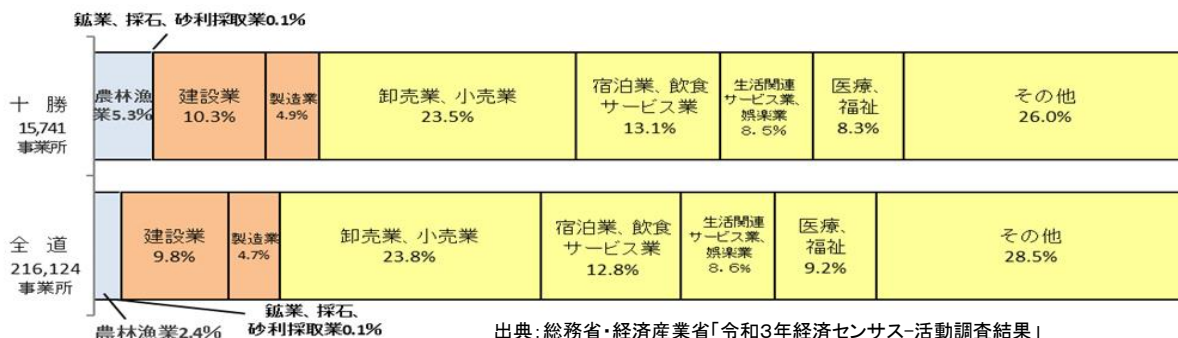 鉱業、採石、砂利採取業0.1%
十 勝
15,741
事業所
農林漁
業5.3%
建設業
10.3%
製造業
4.9%
卸売業、小売業
23.5%
宿泊業、飲食
サービス業
13.1%
生活関連
サービス業、
娯楽業
8.5%
医療、
福祉
8.3%
その他
26.0%
全 道
216,124
事業所
建設業
9.8%
製造業
4.7%
卸売業、小売業
23.8%
宿泊業、飲食
サービス業
12.8%
生活関連
サービス業、
娯楽業
8.6%
医療、
福祉
9.2%
その他
28.5%
農林漁業2.4%
鉱業、採石、
砂利採取業0.1%
出典:総務省・経済産業省「令和3年経済センサス-活動調査結果」